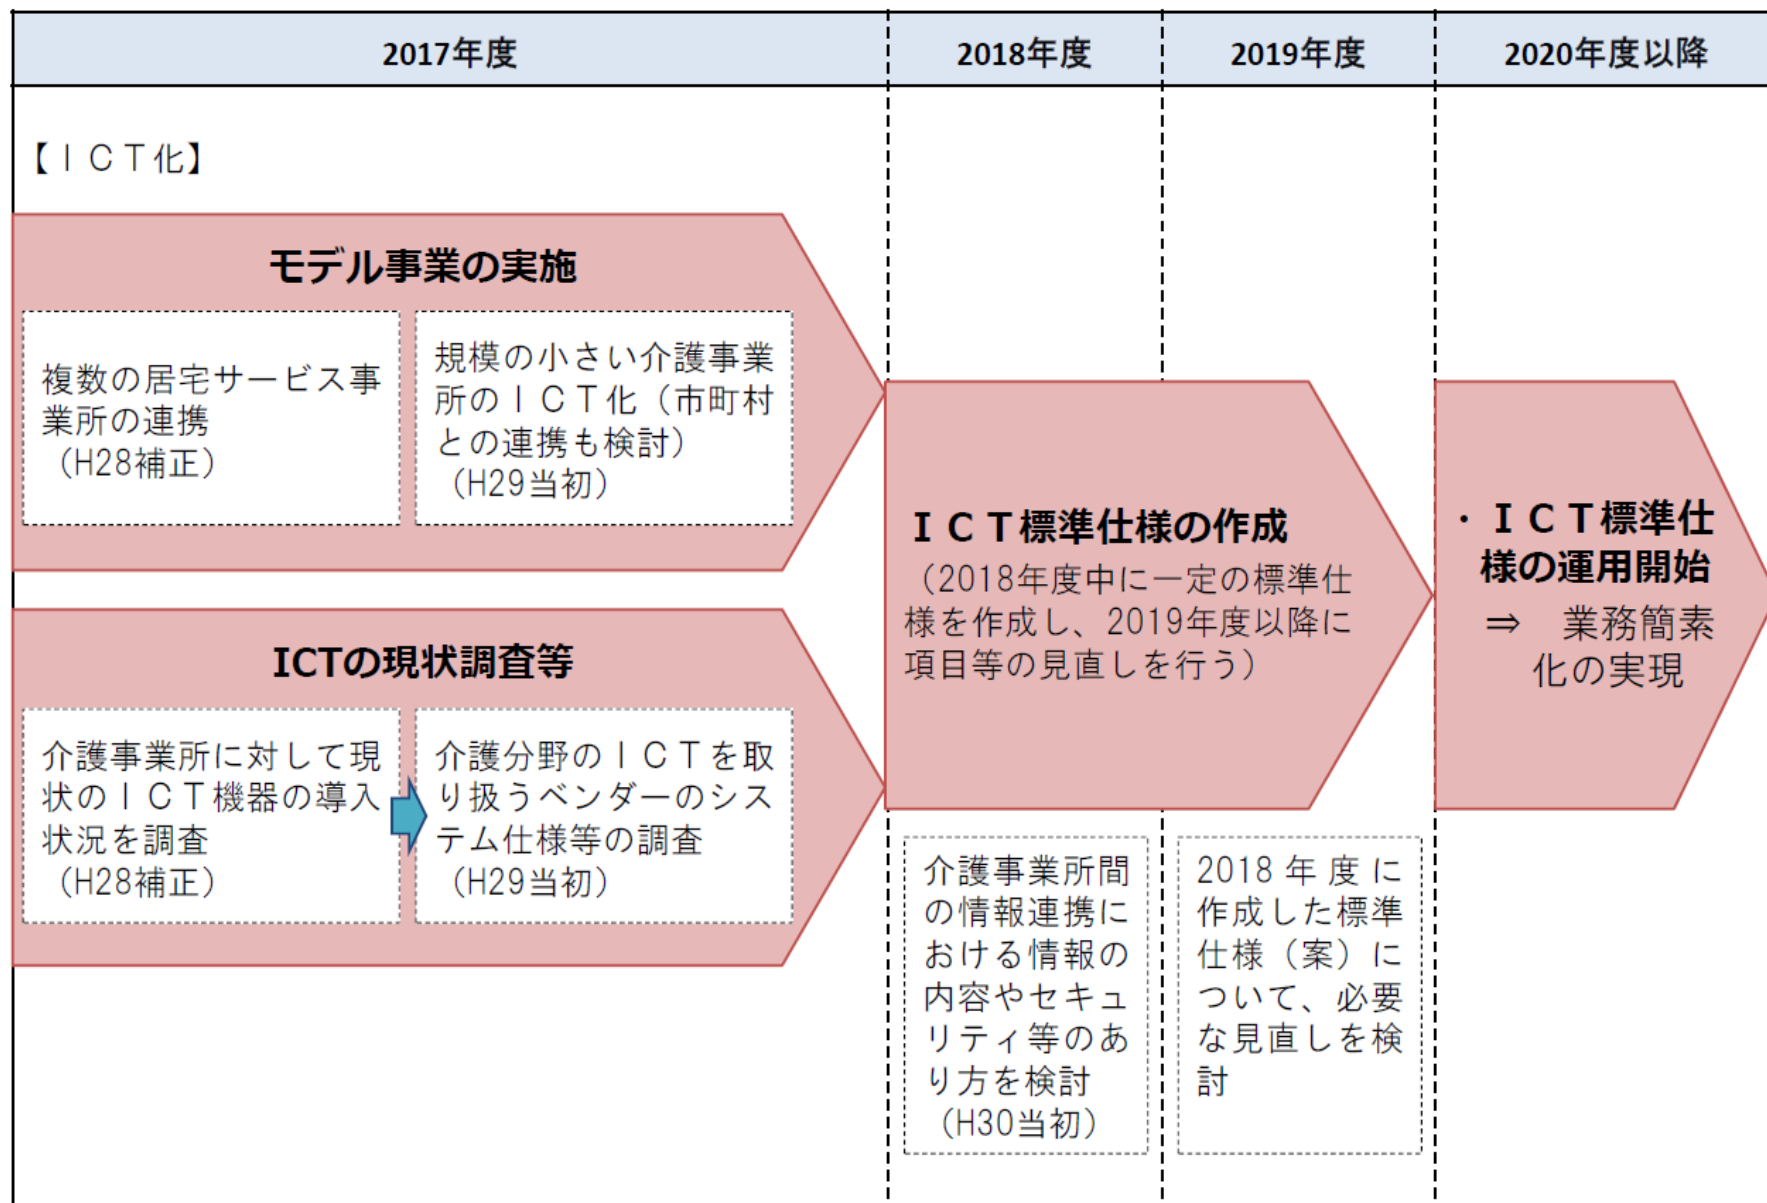 2017年度
2018年度
2019年度
2020年度以降
【ＩＣＴ化】
モデル事業の実施
複数の居宅サービス事
業所の連携
（H28補正）
規模の小さい介護事業
所のＩＣＴ化（市町村
との連携も検討）
（H29当初）
ICTの現状調査等
介護事業所に対して現
状のＩＣＴ機器の導入
状況を調査
（H28補正）
介護分野のＩＣＴを取
り扱うベンダーのシス
テム仕様等の調査
（H29当初）
ＩＣＴ標準仕様の作成
（2018年度中に一定の標準仕
様を作成し、2019年度以降に
項目等の見直しを行う）
介護事業所間
の情報連携に
おける情報の
内容やセキュ
リティ等のあ
り方を検討
（H30当初）
2018年度に
作成した標準
仕様（案）に
ついて、必要
な見直しを検
討
・ＩＣＴ標準仕
様の運用開始
⇒　業務簡素
化の実現